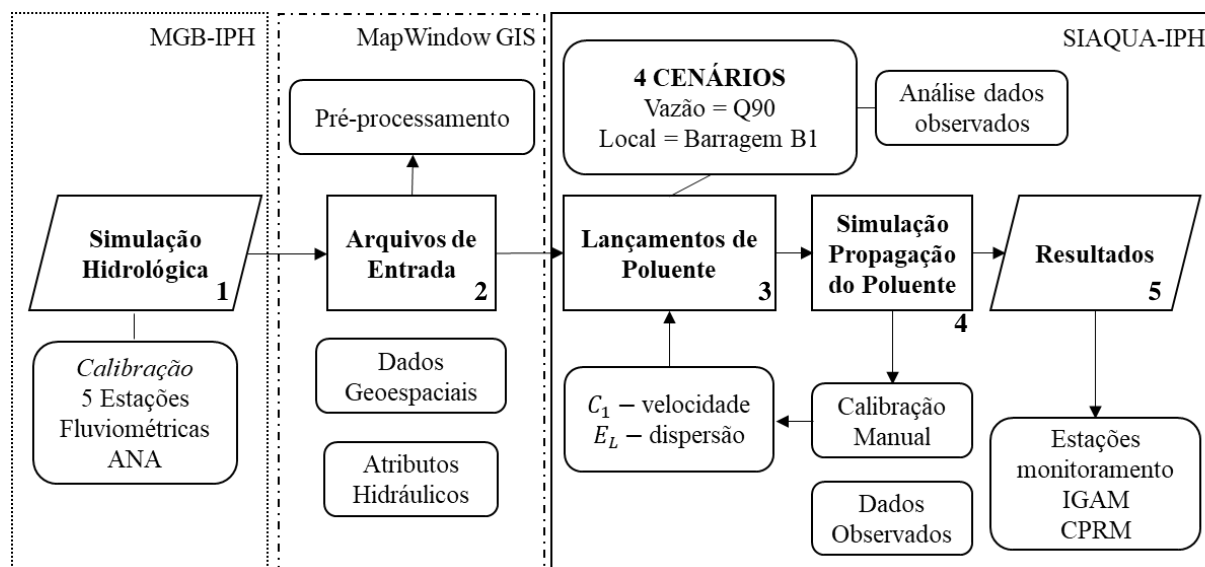 MGB-IPH
MapWindow GIS
SIAQUA-IPH
Simulação
Hidrológica
1
Calibração
5 Estações
Fluviométricas
ANA
Pré-processamento
Arquivos de
Entrada
2
Dados
Geoespaciais
Atributos
Hidráulicos
4 CENÁRIOS
Vazão = Q90
Local = Barragem B1
Análise dados
observados
Lançamentos de
Poluente
3
Simulação
Propagação
do Poluente
4
Resultados
5
C₁ – velocidade
E_L – dispersão
Calibração
Manual
Dados
Observados
Estações
monitoramento
IGAM
CPRM